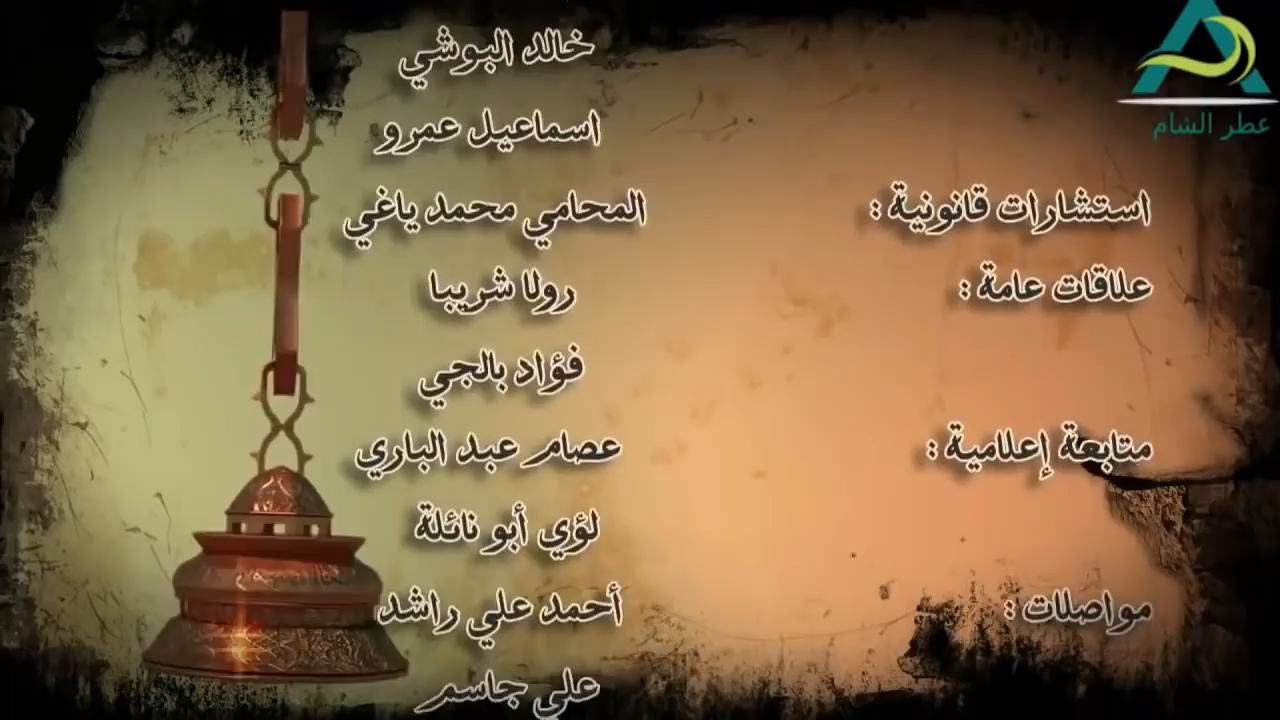 عطر الشام
خالد البوشي
اسماعيل عمرو
استشارات قانونية : المحامي محمد ياغي
علاقات عامة : رولا شريبا
فؤاد بالجي
متابعة إعلامية : عصام عبد الباري
لؤي أبو نائلة
مواصلات : أحمد علي راشد
علي جاسم